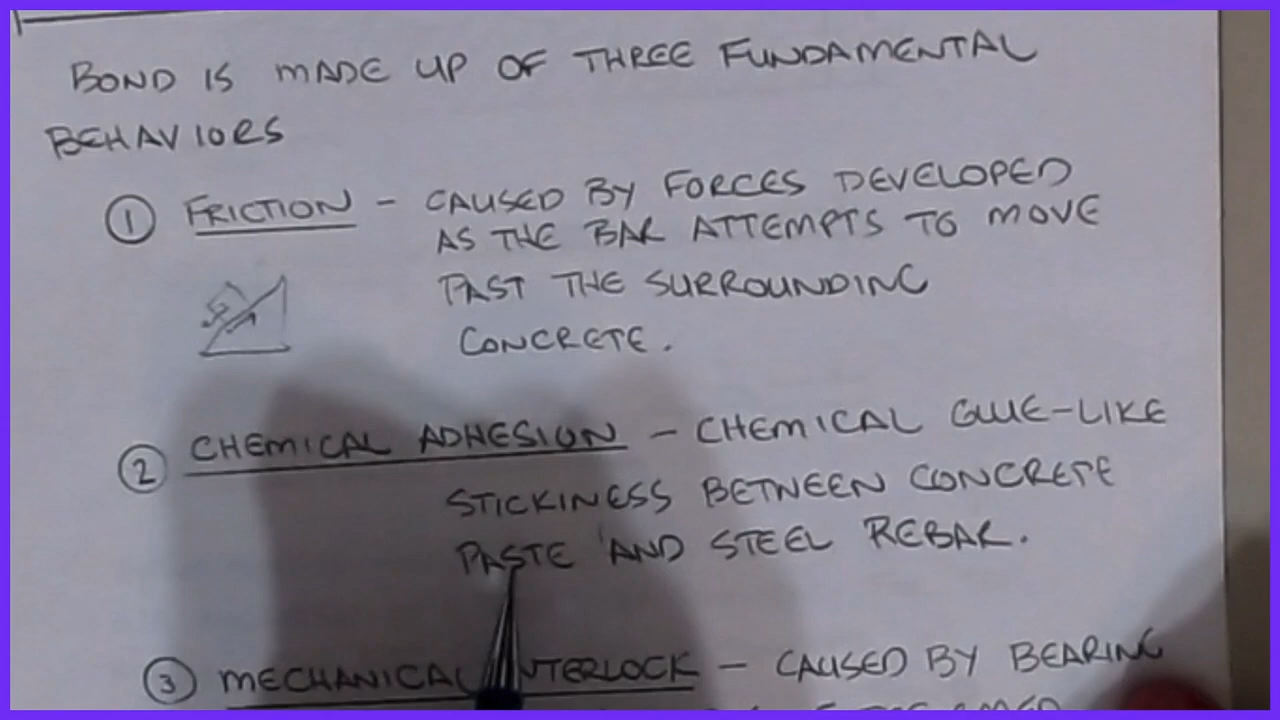 BOND IS MADE UP OF THREE FUNDAMENTAL
BEHAVIORS
① FRICTION - CAUSED BY FORCES DEVELOPED
AS THE BAR ATTEMPTS TO MOVE
PAST THE SURROUNDING
CONCRETE.
② CHEMICAL ADHESION - CHEMICAL GLUE-LIKE
STICKINESS BETWEEN CONCRETE
PASTE AND STEEL REBAR.
③ MECHANICAL INTERLOCK - CAUSED BY BEARING